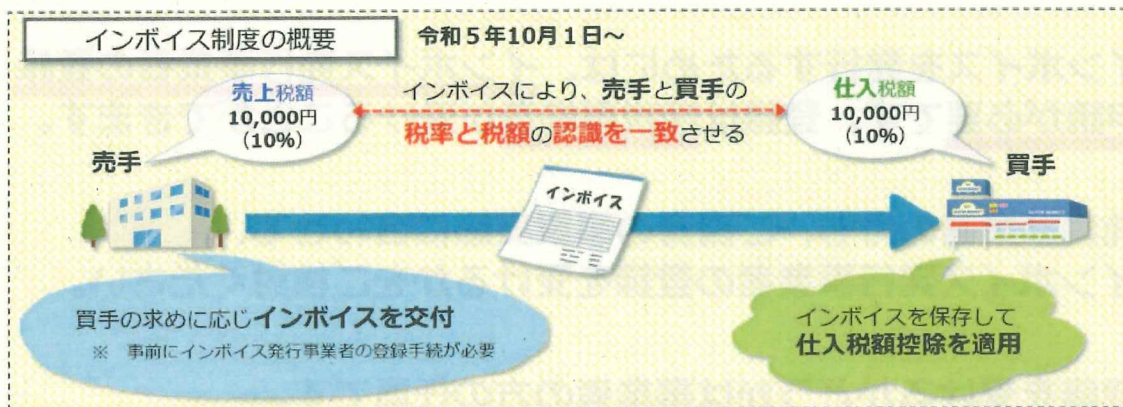 インボイス制度の概要
令和5年10月1日～
売上税額
10,000円
(10%)
インボイスにより、売手と買手の
税率と税額の認識を一致させる
仕入税額
10,000円
(10%)
売手
買手
インボイス
買手の求めに応じインボイスを交付
※ 事前にインボイス発行事業者の登録手続が必要
インボイスを保存して
仕入税額控除を適用